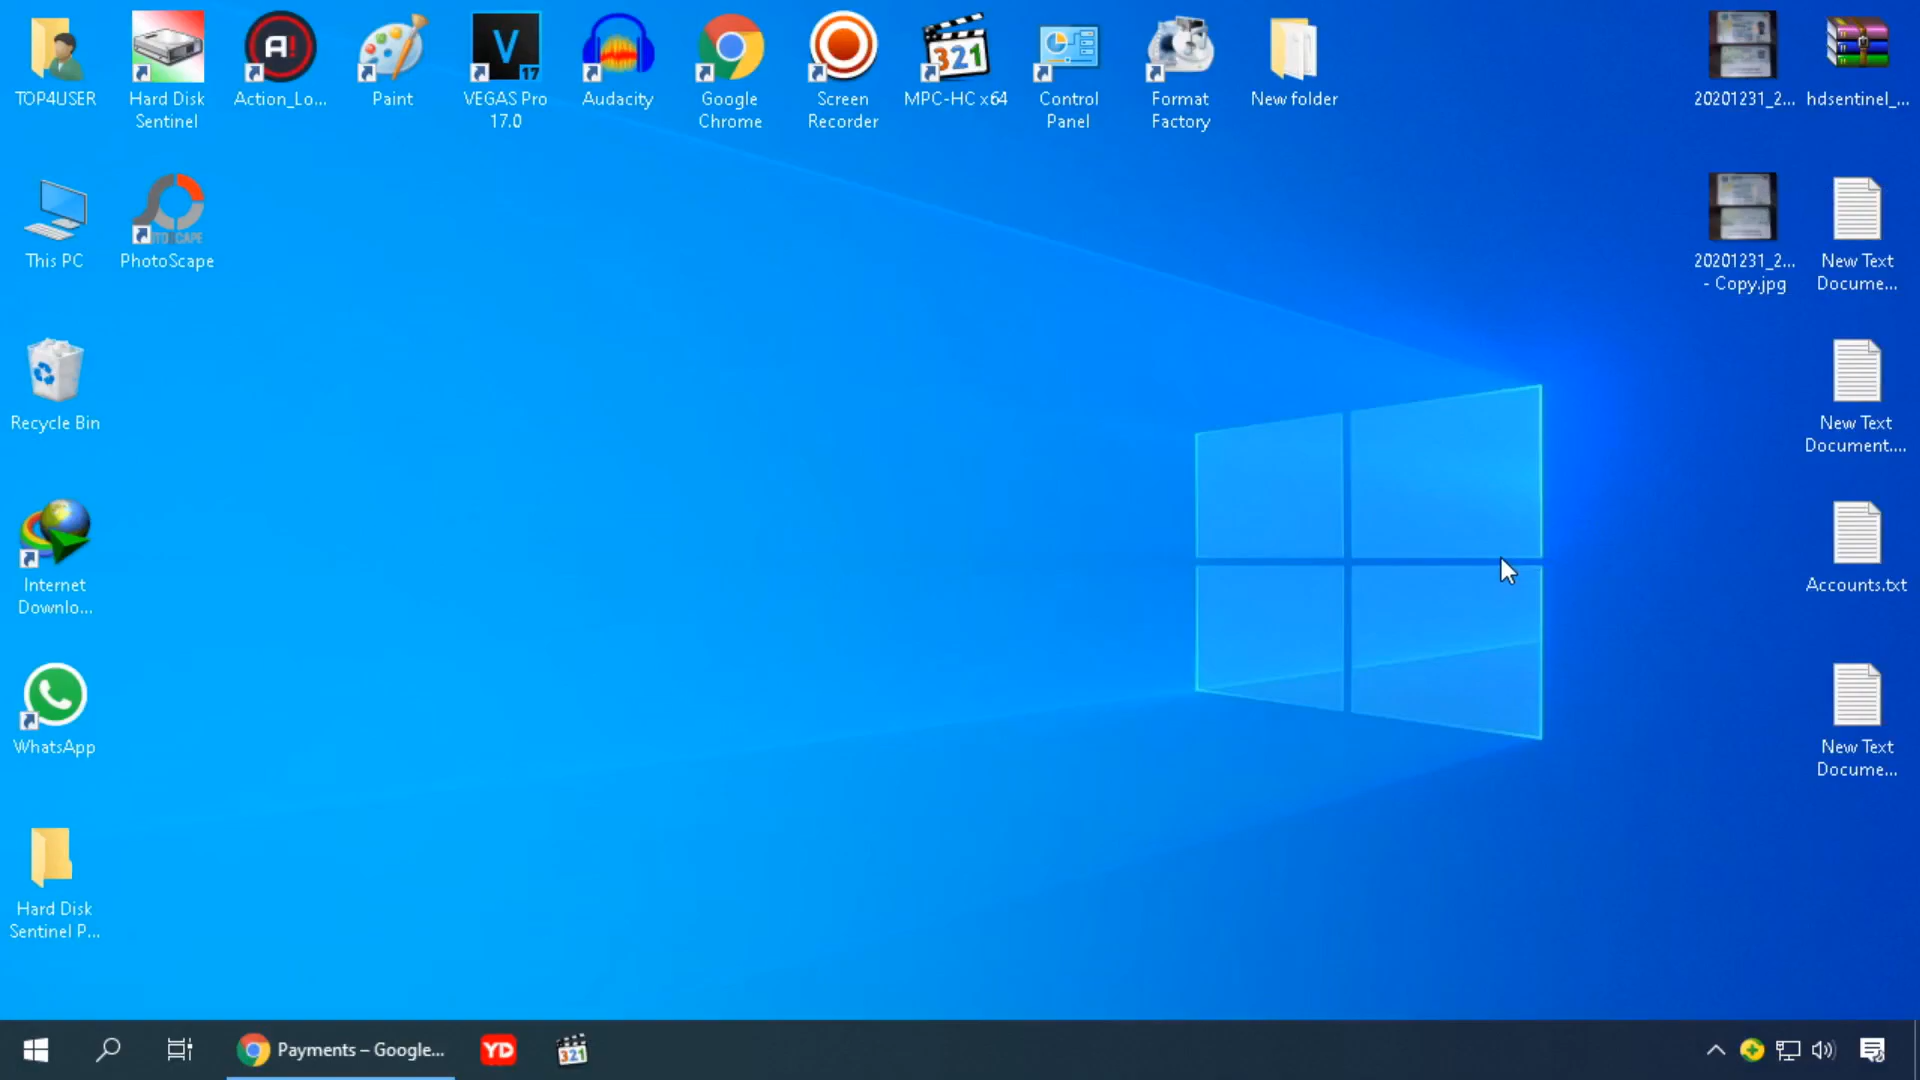 TOP4USER
Hard Disk
Sentinel
Action_Lo...
Paint
VEGAS Pro
17.0
Audacity
Google
Chrome
Screen
Recorder
MPC-HC x64
Control
Panel
Format
Factory
New folder
20201231_2...
hdsentinel_...
This PC
PhotoScape
20201231_2...
- Copy.jpg
New Text
Docume...
Recycle Bin
New Text
Document....
Internet
Downlo...
Accounts.txt
WhatsApp
New Text
Docume...
Hard Disk
Sentinel P...
Payments – Google...
YD
321